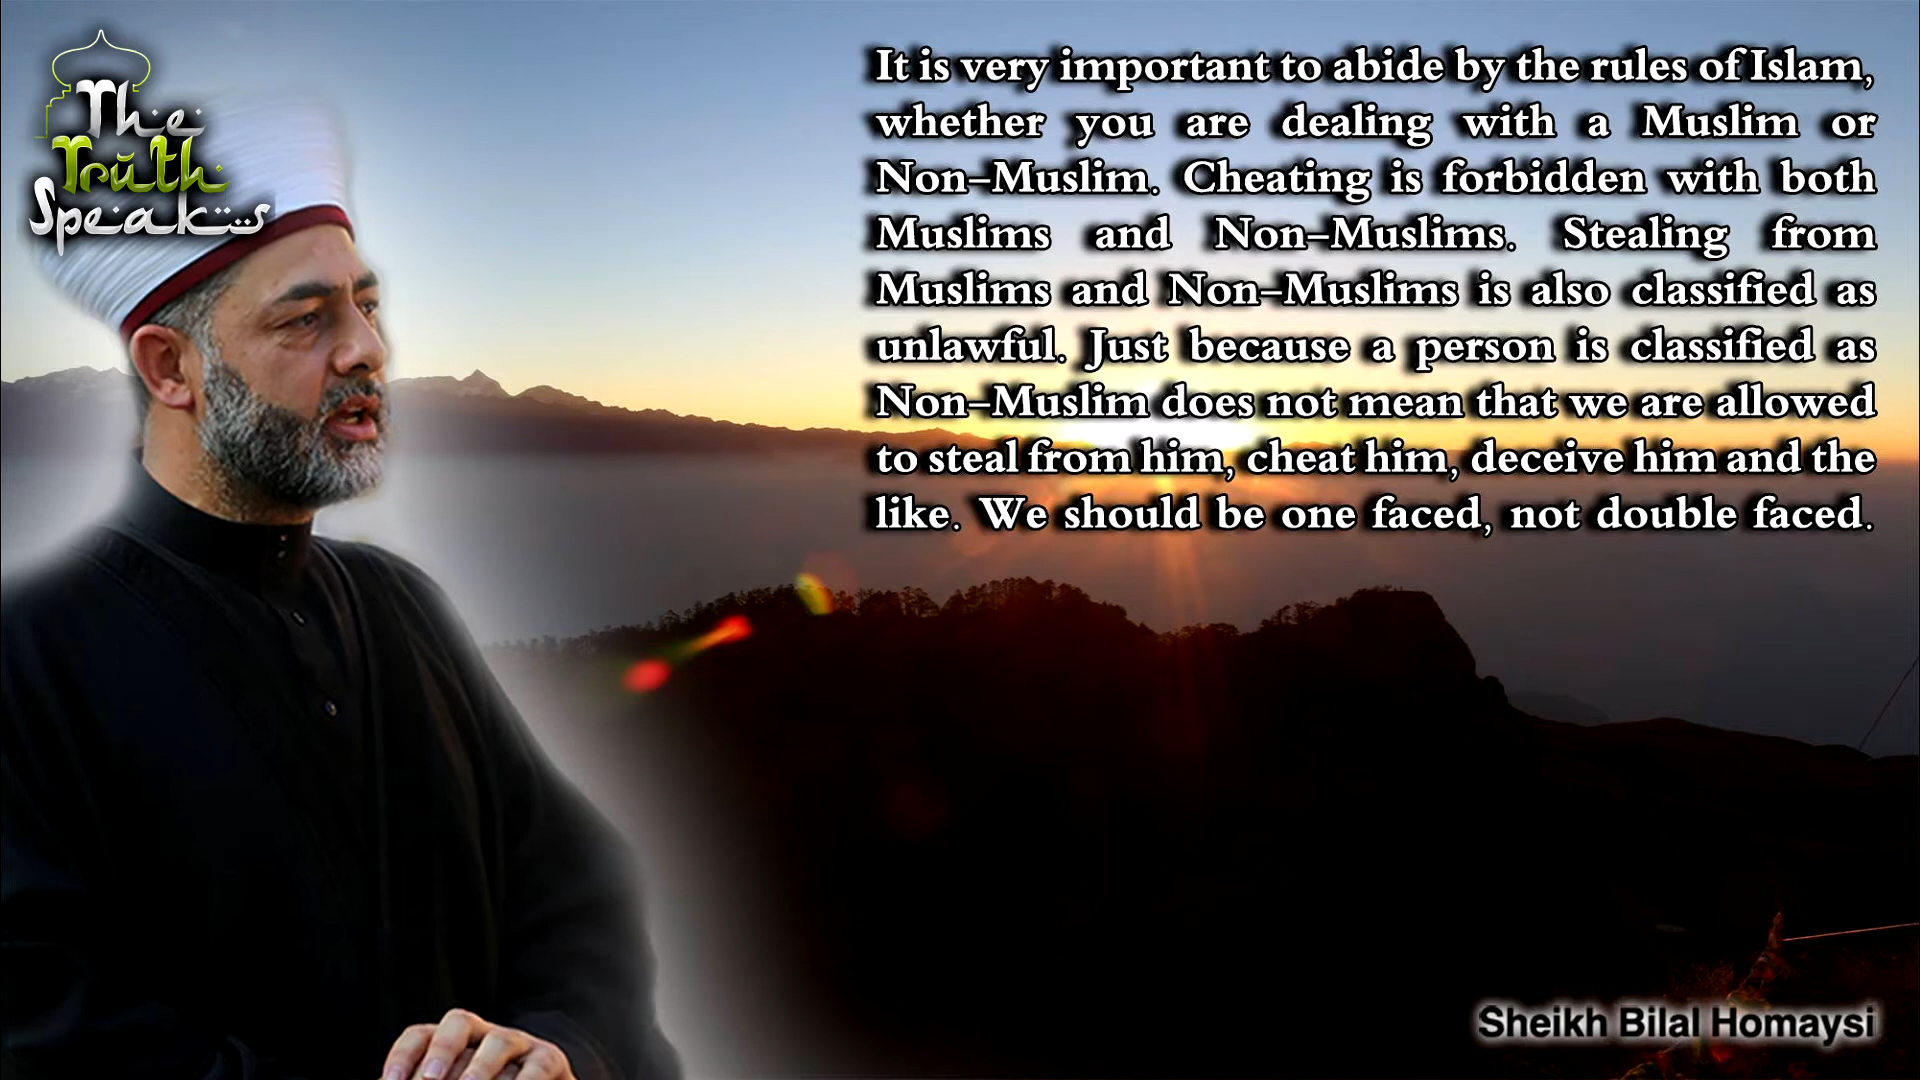 The
Truth
Speaks
It is very important to abide by the rules of Islam,
whether you are dealing with a Muslim or
Non–Muslim. Cheating is forbidden with both
Muslims and Non–Muslims. Stealing from
Muslims and Non–Muslims is also classified as
unlawful. Just because a person is classified as
Non–Muslim does not mean that we are allowed
to steal from him, cheat him, deceive him and the
like. We should be one faced, not double faced.
Sheikh Bilal Homaysi